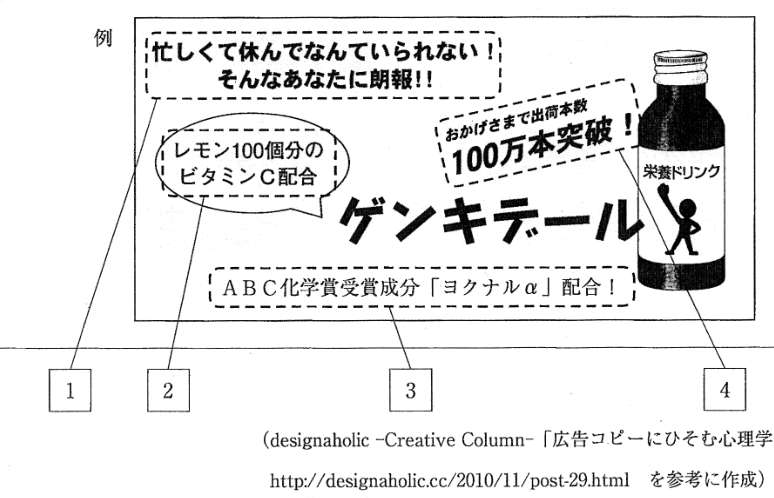 例
忙しくて休んでなんていられない！
そんなあなたに朗報!!
おかげさまで出荷本数
100万本突破！
レモン100個分の
ビタミンC配合
栄養ドリンク
ゲンキデール
ＡＢＣ化学賞受賞成分「ヨクナルα」配合！
1
2
3
4
(designaholic −Creative Column−「広告コピーにひそむ心理学
http://designaholic.cc/2010/11/post-29.html　を参考に作成)